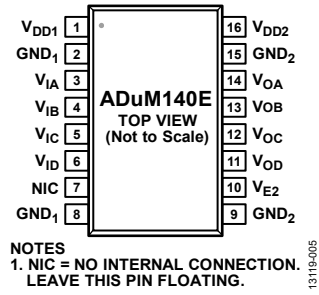 VDD1 1 16 VDD2
GND1 2 15 GND2
VIA 3 14 VOA
VIB 4 ADuM140E 13 VOB
VIC 5 TOP VIEW (Not to Scale) 12 VOC
VID 6 11 VOD
NIC 7 10 VE2
GND1 8 9 GND2
NOTES
1. NIC = NO INTERNAL CONNECTION.
LEAVE THIS PIN FLOATING.
13119-005